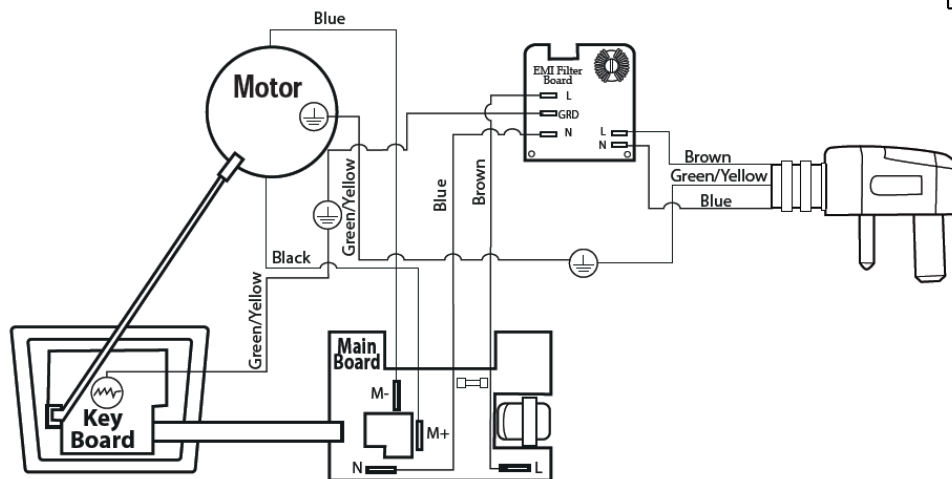 Blue
Motor
EMI Filter
Board
L
GRD
N
L
N
Brown
Green/Yellow
Blue
Green/Yellow
Blue
Brown
Black
Green/Yellow
Main
Board
M-
M+
N
L
Key
Board